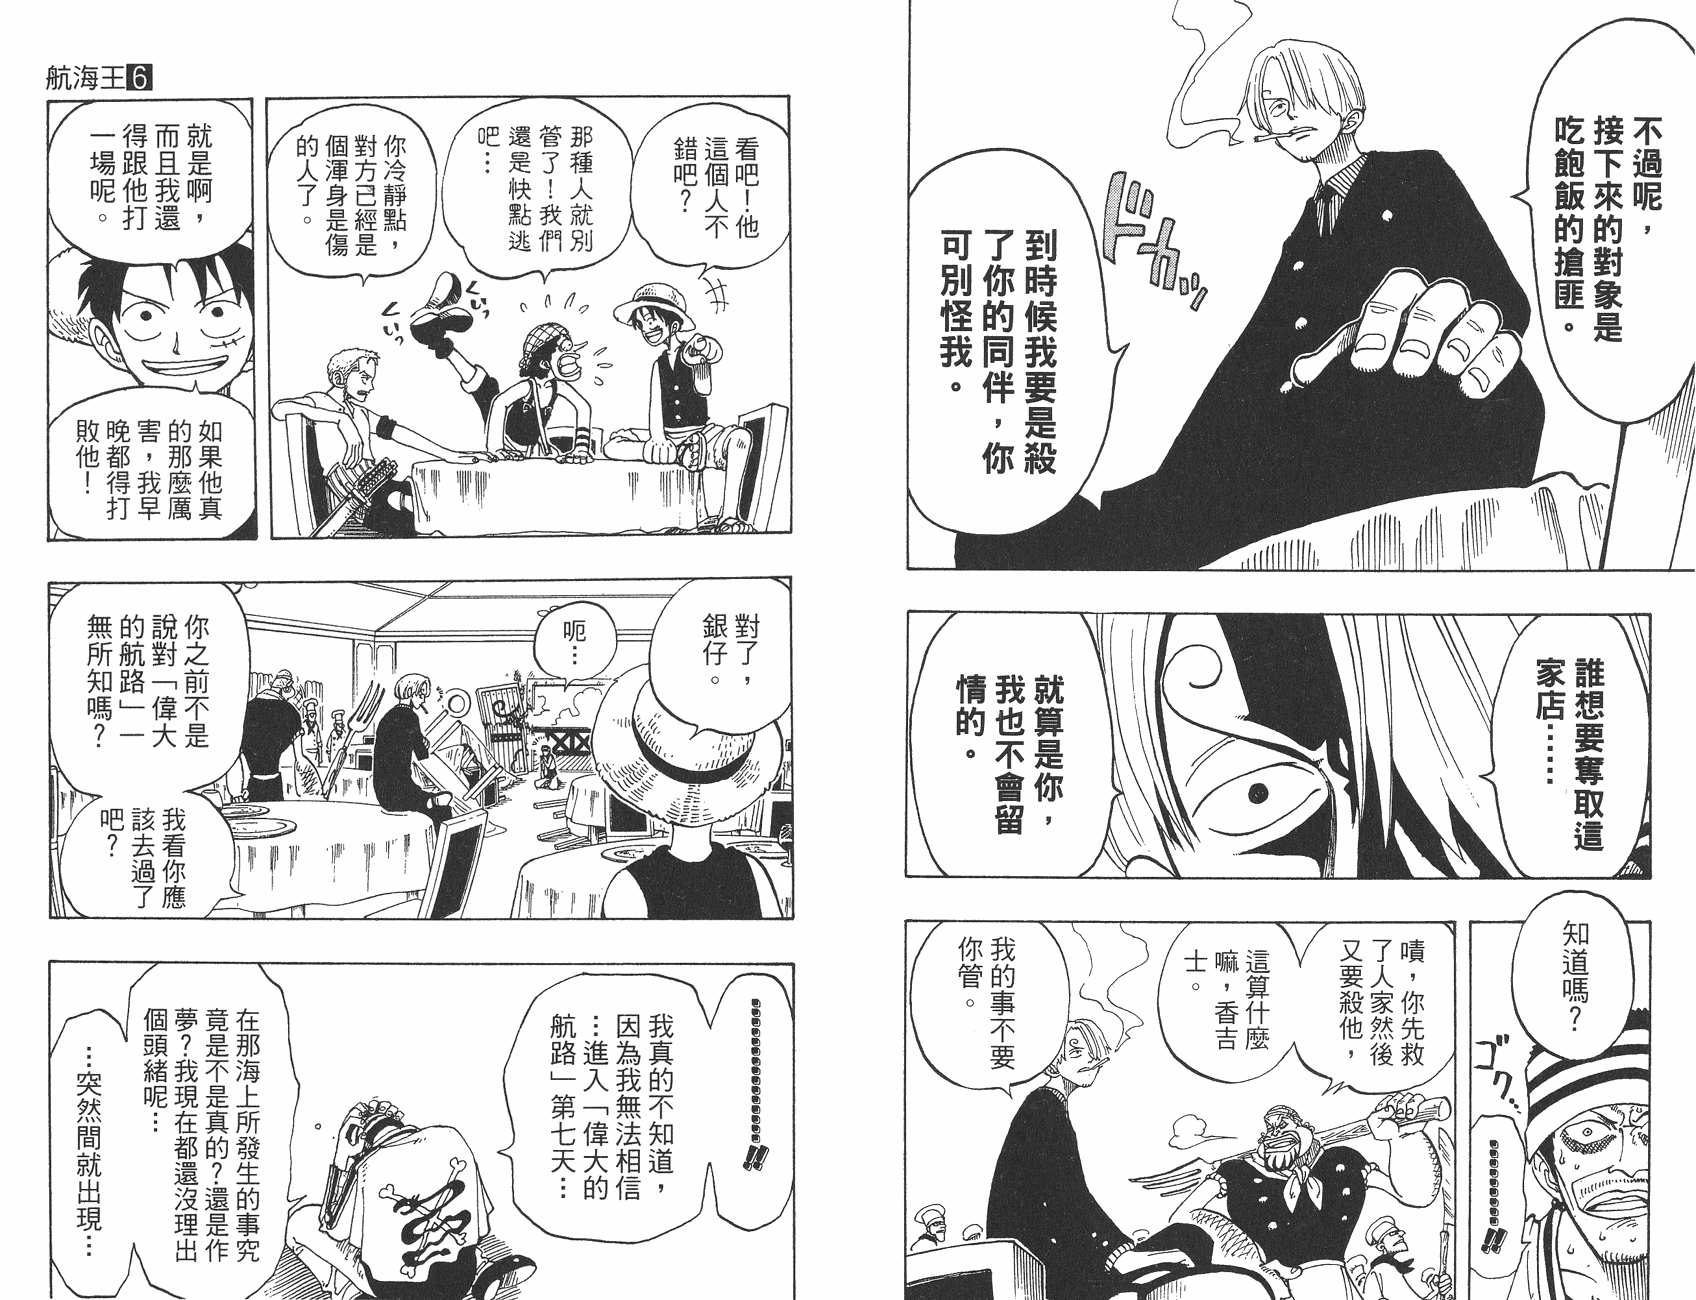 不過呢，
接下來的對象是
吃飽飯的搶匪。
到時候我要是殺
了你的同伴，你
可別怪我。
ドカッ
誰想要奪取這
家店……
就算是你，
我也不會留
情的。
知道嗎？
ゴク…
………………!!
嘖，你先救
了人家然後
又要殺他，
這算什麼
嘛，香吉
士。
我的事不要
你管。
航海王6
看吧！他
這個人不
錯吧？
那種人就別
管了！我們
還是快點逃
吧…
你冷靜點，
對方已經是
個渾身是傷
的人了。
くいっ
くいっ
就是啊，
而且我還
得跟他打
一場呢。
如果他真
的那麼厲
害，我早
晚都得打
敗他！
對了，
銀仔。
呃…
你之前不是
說對「偉大
的航路」一
無所知嗎？
我看你應
該去過了
吧？
………………!!
我真的不知道，
因為我無法相信
…進入「偉大的
航路」第七天…
在那海上所發生的事究
竟是不是真的？還是作
夢？我現在都還沒理出
個頭緒呢…
…突然間就出現…